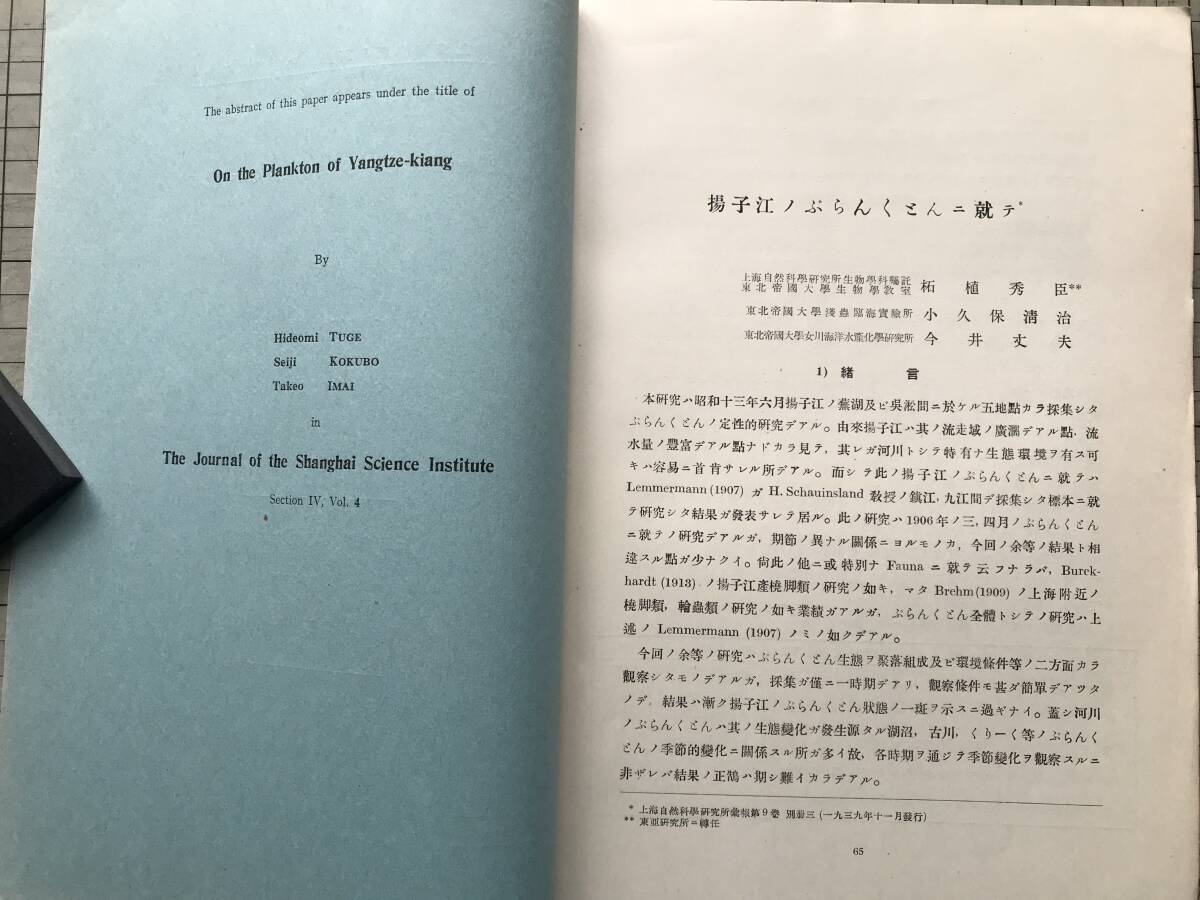 The abstract of this paper appears under the title of
On the Plankton of Yangtze-kiang
By
Hideomi TUGE
Seiji KOKUBO
Takeo IMAI
in
The Journal of the Shanghai Science Institute
Section IV, Vol. 4
揚子江ノぷらんくとんニ就テ*
上海自然科學硏究所生物學科囑託
東北帝國大學生物學敎室
柘植秀臣**
東北帝國大學淺蟲臨海實驗所 小久保淸治
東北帝國大學女川海洋水產化學硏究所 今井丈夫
1) 緖言
本硏究ハ昭和十三年六月揚子江ノ蕪湖及ビ吳淞間ニ於ケル五地點カラ採集シタ
ぷらんくとんノ定性的硏究デアル。由來揚子江ハ其ノ流走域ノ廣濶デアル點, 流
水量ノ豐富デアル點ナドカラ見テ, 其レガ河川トシテ特有ナ生態環境ヲ有ス可
キハ容易ニ首肯サレル所デアル。而シテ此ノ揚子江ノぷらんくとんニ就テハ
Lemmermann (1907) ガ H. Schauinsland 敎授ノ鎭江, 九江間デ採集シタ標本ニ就
テ硏究シタ結果ガ發表サレテ居ル。此ノ硏究ハ 1906 年ノ三, 四月ノぷらんくとん
ニ就テノ硏究デアルガ, 期節ノ異ナル關係ニヨルモノカ, 今回ノ余等ノ結果ト相
違スル點ガ少ナクイ。尙此ノ他ニ或特別ナ Fauna ニ就テ云フナラバ, Burck-
hardt (1913) ノ揚子江產橈脚類ノ硏究ノ如キ, マタ Brehm (1909) ノ上海附近ノ
橈脚類, 輪蟲類ノ硏究ノ如キ業績ガアルガ, ぷらんくとん全體トシテノ硏究ハ上
述ノ Lemmermann (1907) ノミノ如クデアル。
今回ノ余等ノ硏究ハぷらんくとん生態ヲ聚落組成及ビ環境條件等ノ二方面カラ
觀察シタモノデアルガ, 採集ガ僅ニ一時期デアリ, 觀察條件モ甚ダ簡單デアツタ
ノデ, 結果ハ漸ク揚子江ノぷらんくとん狀態ノ一斑ヲ示スニ過ギナイ。蓋シ河川
ノぷらんくとんハ其ノ生態變化ガ發生源タル湖沼, 古川, くりーく等ノぷらんく
とんノ季節的變化ニ關係スル所ガ多イ故, 各時期ヲ通ジテ季節變化ヲ觀察スルニ
非ザレバ結果ノ正鵠ハ期シ難イカラデアル。
* 上海自然科學硏究所彙報第9卷 別册三 (一九三九年十一月發行)
** 東亞硏究所ニ轉任
65